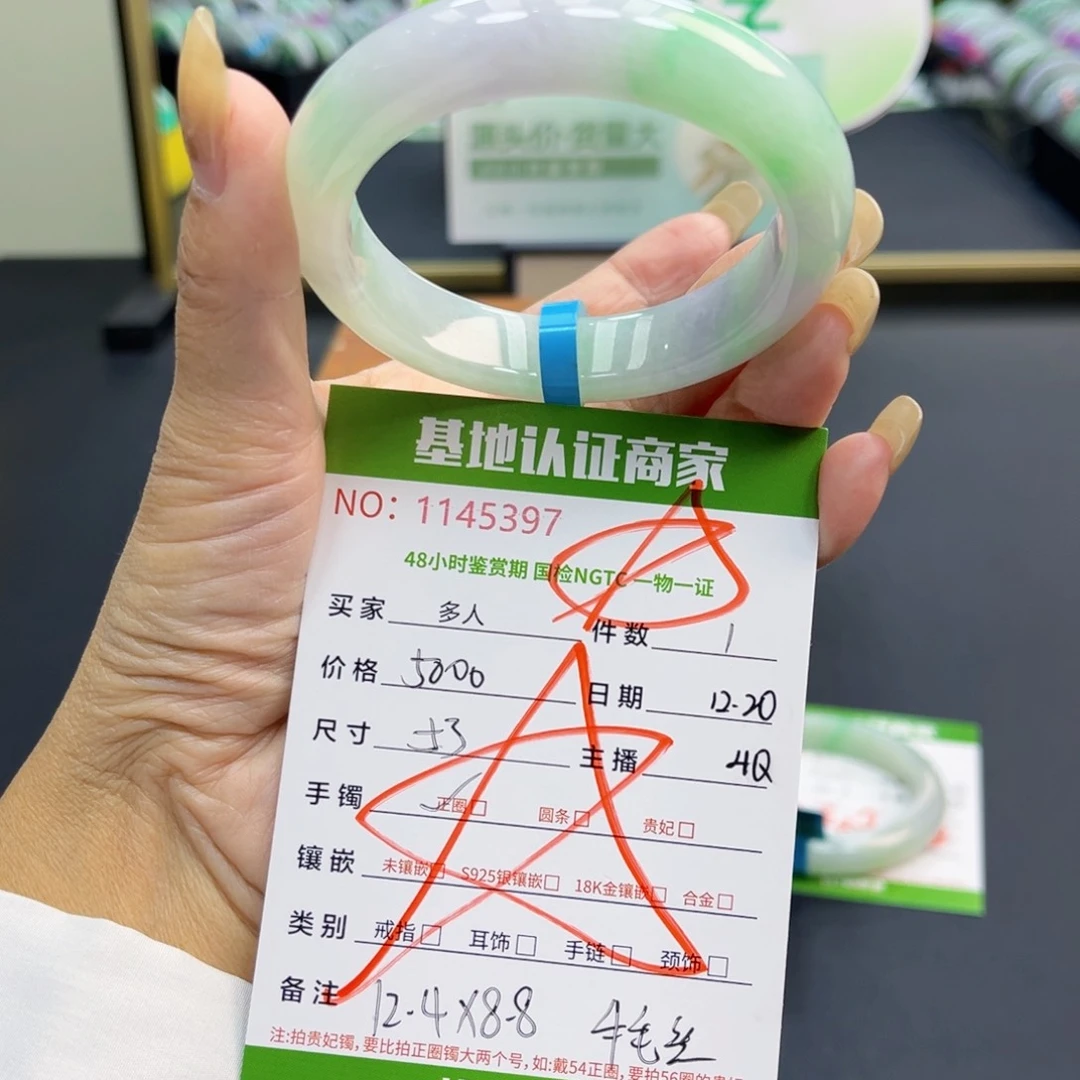 基地认证商家
NO：1145397
48小时鉴赏期 国检NGTC 一物一证
买家 多人 件数 1
价格 5000 日期 12.20
尺寸 53 主播 AQ
手镯 正圈□ 圆条□ 贵妃□
镶嵌 未镶嵌□ S925银镶嵌□ 18K金镶嵌□ 合金□
类别 戒指□ 耳饰□ 手链□ 颈饰□
备注 12.4X8.8 毛丝
注:拍贵妃镯,要比拍正圈镯大两个号,如:戴54正圈,要拍56圈的贵妃